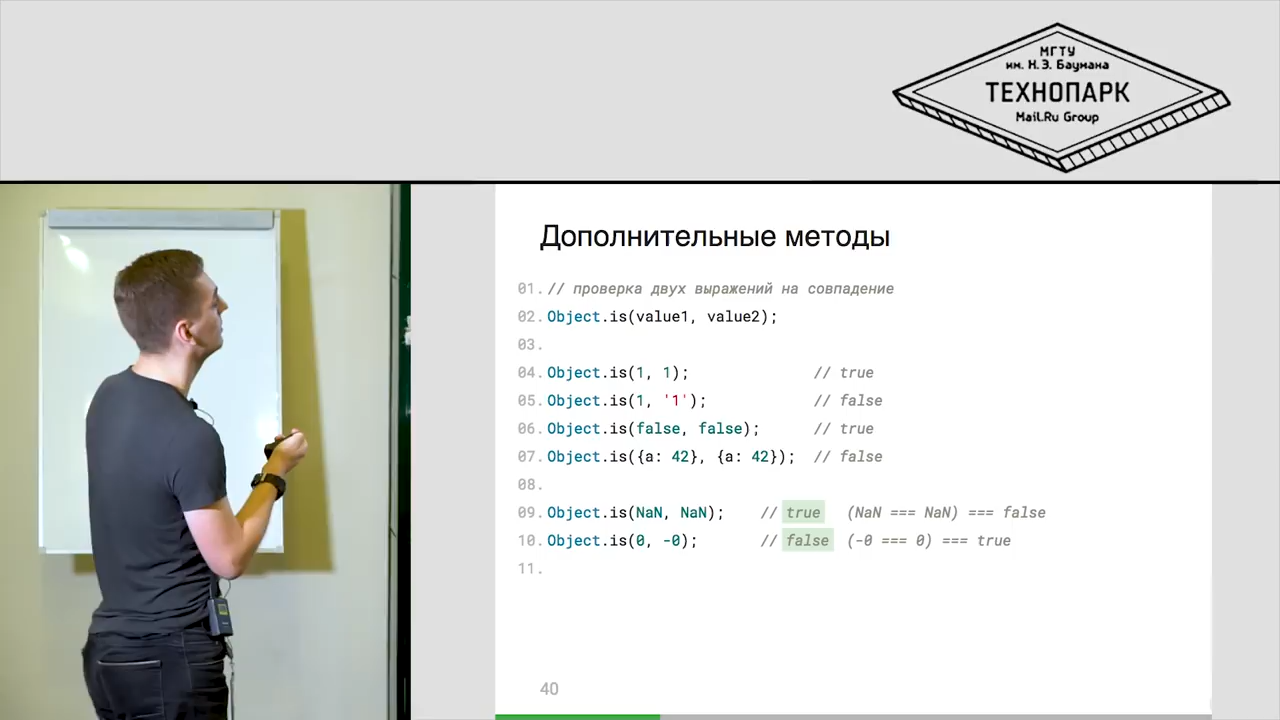 МГТУ
им. Н.Э. Баумана
ТЕХНОПАРК
Mail.Ru Group
Дополнительные методы
01. // проверка двух выражений на совпадение
02. Object.is(value1, value2);
03.
04. Object.is(1, 1); // true
05. Object.is(1, '1'); // false
06. Object.is(false, false); // true
07. Object.is({a: 42}, {a: 42}); // false
08.
09. Object.is(NaN, NaN); // true (NaN === NaN) === false
10. Object.is(0, -0); // false (-0 === 0) === true
11.
40